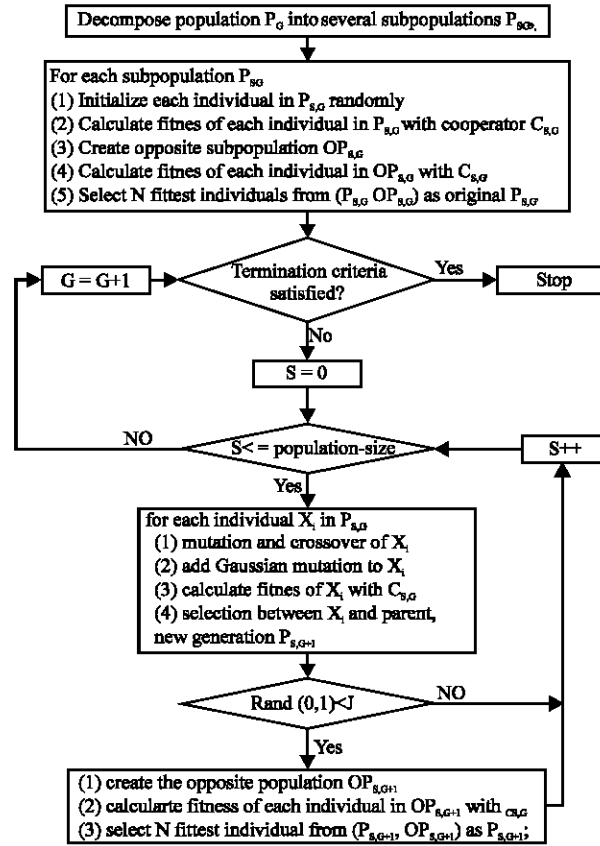 Decompose population P_G into several subpopulations P_SG>.
For each subpopulation P_SG
(1) Initialize each individual in P_S,G randomly
(2) Calculate fitnes of each individual in P_S,G with cooperator C_S,G
(3) Create opposite subpopulation OP_S,G
(4) Calculate fitnes of each individual in OP_S,G with C_S,G
(5) Select N fittest individuals from (P_S,G OP_S,G) as original P_S,G
G = G+1
Termination criteria
satisfied?
Yes
Stop
No
S = 0
NO
S< = population-size
S++
Yes
for each individual X_i in P_S,G
(1) mutation and crossover of X_i
(2) add Gaussian mutation to X_i
(3) calculate fitnes of X_i with C_S,G
(4) selection between X_i and parent,
new generation P_S,G+1
Rand (0,1)<J
NO
Yes
(1) create the opposite population OP_S,G+1
(2) calcularte fitness of each individual in OP_S,G+1 with _CS,G
(3) select N fittest individual from (P_S,G+1, OP_S,G+1) as P_S,G+1;